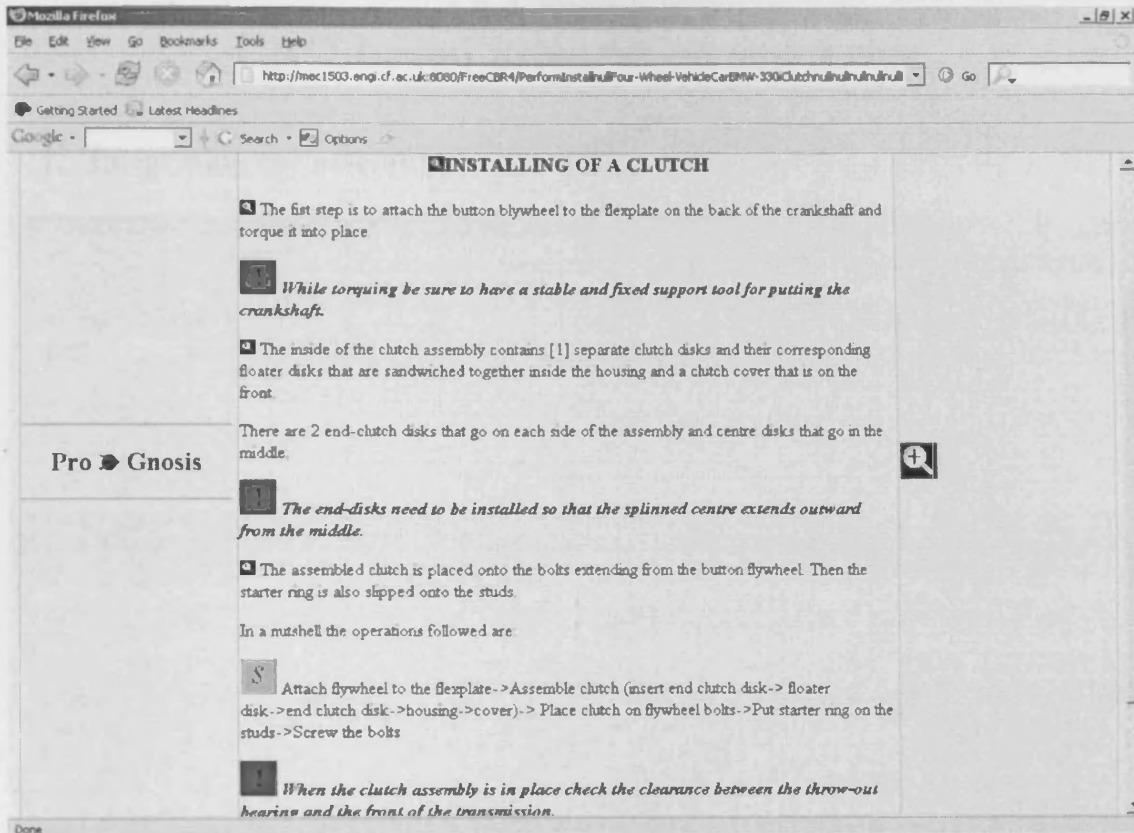 Mozilla Firefox
File Edit View Go Bookmarks Tools Help
http://mec1503.engi.cf.ac.uk:8080/FreeCBR4/PerformInstallnullFour-Wheel-VehicleCarBMW-330iClutchnullnullnullnull Go
Getting Started Latest Headlines
Google Search Options
INSTALLING OF A CLUTCH
The fist step is to attach the button blywheel to the flexplate on the back of the crankshaft and
torque it into place
! While torquing be sure to have a stable and fixed support tool for putting the
crankshaft.
The inside of the clutch assembly contains [1] separate clutch disks and their corresponding
floater disks that are sandwiched together inside the housing and a clutch cover that is on the
front.
There are 2 end-clutch disks that go on each side of the assembly and centre disks that go in the
middle.
Pro Gnosis
! The end-disks need to be installed so that the splinned centre extends outward
from the middle.
The assembled clutch is placed onto the bolts extending from the button flywheel. Then the
starter ring is also slipped onto the studs.
In a nutshell the operations followed are:
S Attach flywheel to the flexplate->Assemble clutch (insert end clutch disk-> floater
disk->end clutch disk->housing->cover)-> Place clutch on flywheel bolts->Put starter ring on the
studs->Screw the bolts
! When the clutch assembly is in place check the clearance between the throw-out
bearing and the front of the transmission.
Done